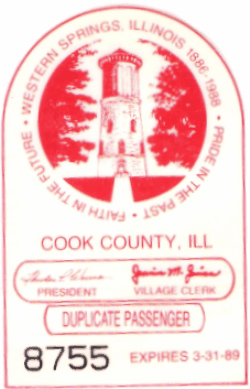 FAITH IN THE FUTURE • WESTERN SPRINGS, ILLINOIS 1886-1986 • PRIDE IN THE PAST •
COOK COUNTY, ILL
PRESIDENT VILLAGE CLERK
DUPLICATE PASSENGER
8755 EXPIRES 3-31-89